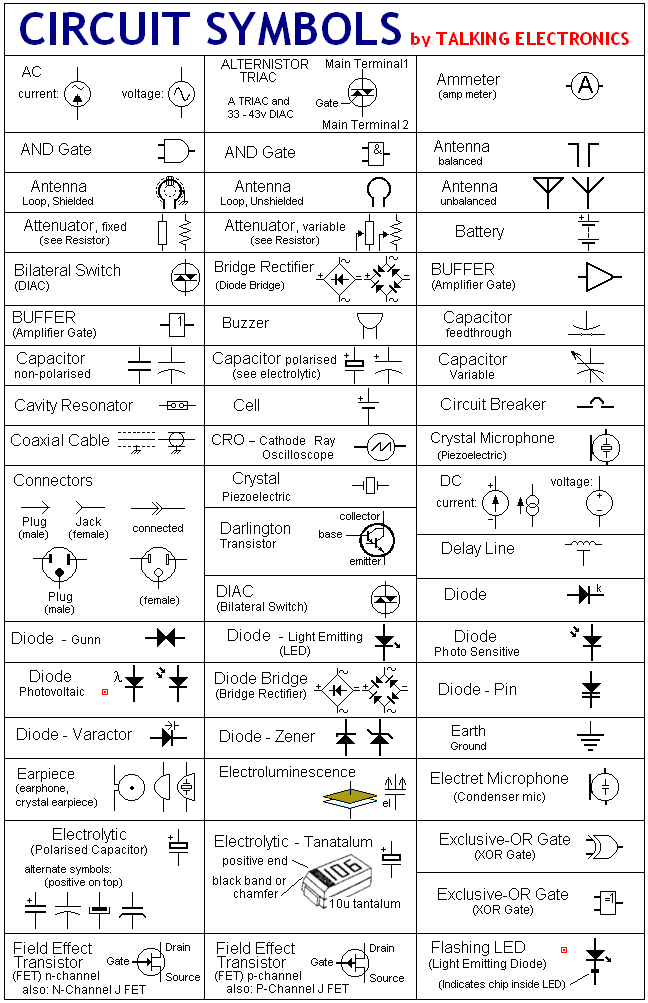 CIRCUIT SYMBOLS by TALKING ELECTRONICS
AC
current:
voltage:
ALTERNISTOR
TRIAC
A TRIAC and
33 - 43v DIAC
Main Terminal1
Gate
Main Terminal 2
Ammeter
(amp meter)
A
AND Gate
AND Gate
&
Antenna
balanced
Antenna
Loop, Shielded
Antenna
Loop, Unshielded
Antenna
unbalanced
Attenuator, fixed
(see Resistor)
Attenuator, variable
(see Resistor)
Battery
+
Bilateral Switch
(DIAC)
Bridge Rectifier
(Diode Bridge)
+ - + -
BUFFER
(Amplifier Gate)
BUFFER
(Amplifier Gate)
1
Buzzer
Capacitor
feedthrough
Capacitor
non-polarised
Capacitor polarised
(see electrolytic)
+ +
Capacitor
Variable
Cavity Resonator
Cell
+
Circuit Breaker
Coaxial Cable
CRO - Cathode Ray
Oscilloscope
Crystal Microphone
(Piezoelectric)
Connectors
Plug
(male)
Jack
(female)
connected
Plug
(male)
(female)
Crystal
Piezoelectric
Darlington
Transistor
collector
base
emitter
DIAC
(Bilateral Switch)
DC
current:
voltage:
+
-
+
-
Delay Line
Diode
k
Diode - Gunn
Diode - Light Emitting
(LED)
Diode
Photo Sensitive
Diode
Photovoltaic
λ
Diode Bridge
(Bridge Rectifier)
+ - + -
Diode - Pin
Diode - Varactor
Diode - Zener
Earth
Ground
Earpiece
(earphone,
crystal earpiece)
Electroluminescence
el
Electret Microphone
(Condenser mic)
Electrolytic
(Polarised Capacitor)
+
alternate symbols:
(positive on top)
+
Electrolytic - Tanatalum
positive end
black band or
chamfer
106
10u tantalum
+
Exclusive-OR Gate
(XOR Gate)
Exclusive-OR Gate
(XOR Gate)
=1
Field Effect
Transistor
(FET) n-channel
also: N-Channel J FET
Gate
Drain
Source
Field Effect
Transistor
(FET) p-channel
also: P-Channel J FET
Gate
Drain
Source
Flashing LED
(Light Emitting Diode)
(Indicates chip inside LED)